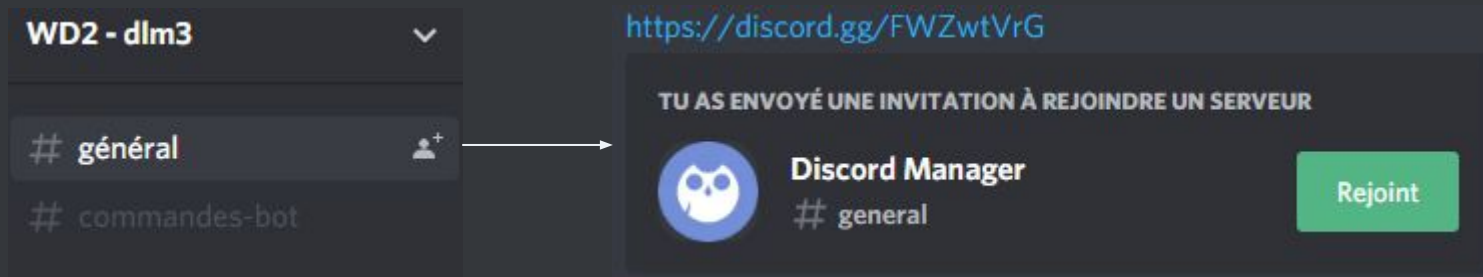 WD2 - dlm3
# général
# commandes-bot
https://discord.gg/FWZwtVrG
TU AS ENVOYÉ UNE INVITATION À REJOINDRE UN SERVEUR
Discord Manager
# general
Rejoint